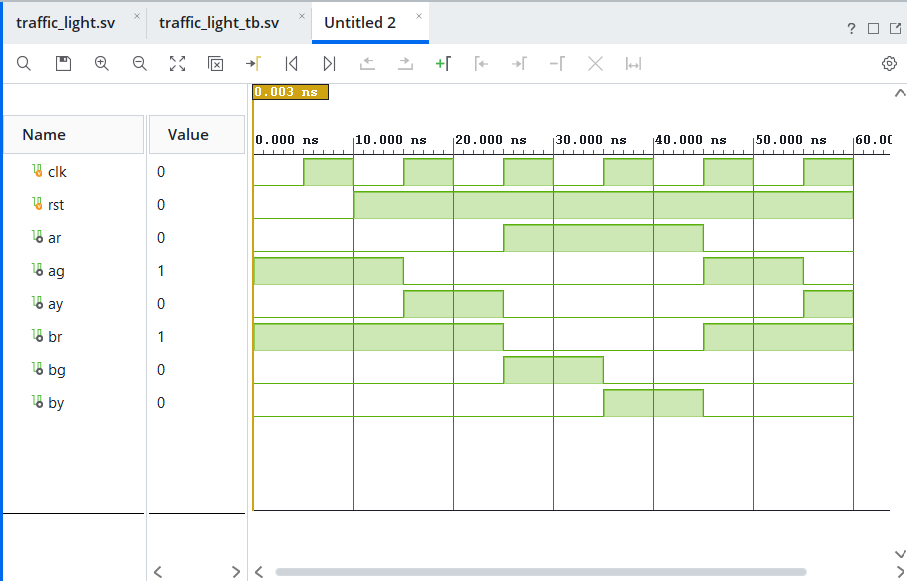 traffic_light.sv × traffic_light_tb.sv × Untitled 2 ×
?
0.003 ns
Name Value
0.000 ns 10.000 ns 20.000 ns 30.000 ns 40.000 ns 50.000 ns 60.00
clk 0
rst 0
ar 0
ag 1
ay 0
br 1
bg 0
by 0